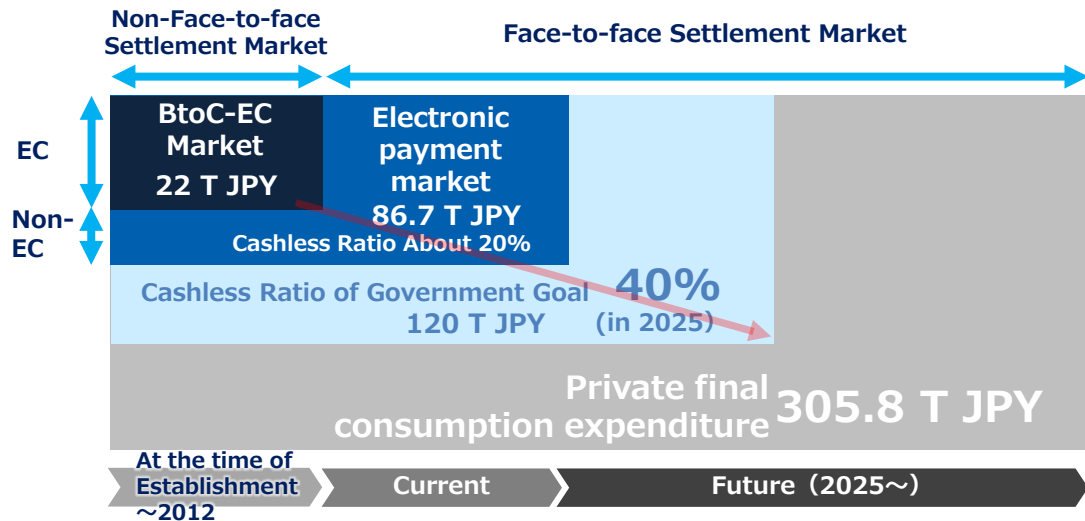 Non-Face-to-face
Settlement Market
Face-to-face Settlement Market
EC
Non-
EC
BtoC-EC
Market
22 T JPY
Electronic
payment
market
86.7 T JPY
Cashless Ratio About 20%
Cashless Ratio of Government Goal 40%
120 T JPY (in 2025)
Private final
consumption expenditure 305.8 T JPY
At the time of
Establishment
～2012
Current
Future（2025～）